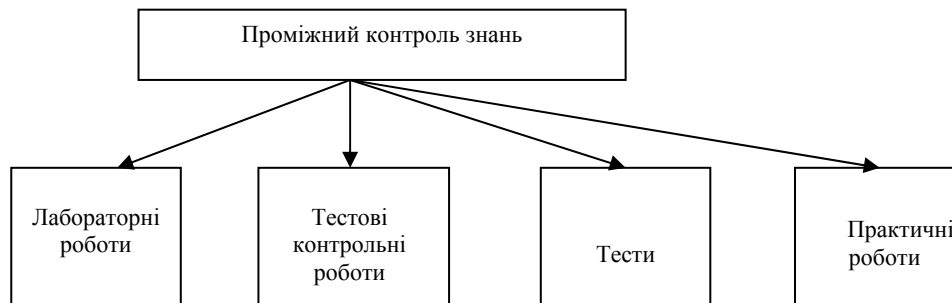 Проміжний контроль знань
Лабораторні
роботи
Тестові
контрольні
роботи
Тести
Практичні
роботи